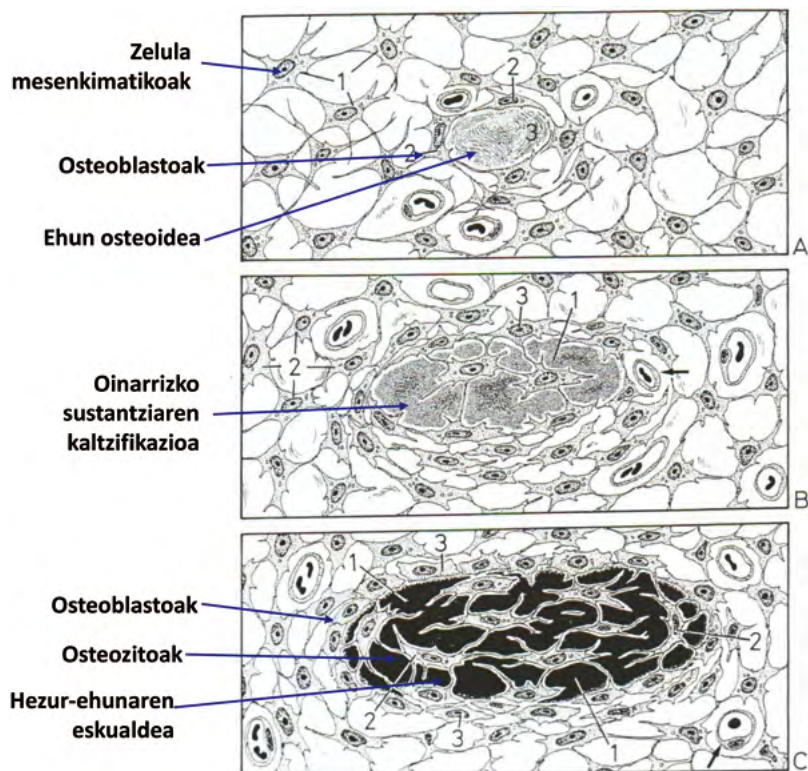 Zelula
mesenkimatikoak
Osteoblastoak
Ehun osteoidea
1
2
3
2
A
Oinarrizko
sustantziaren
kaltzifikazioa
3
1
2
B
Osteoblastoak
Osteozitoak
Hezur-ehunaren
eskualdea
1
3
2
2
3
1
C